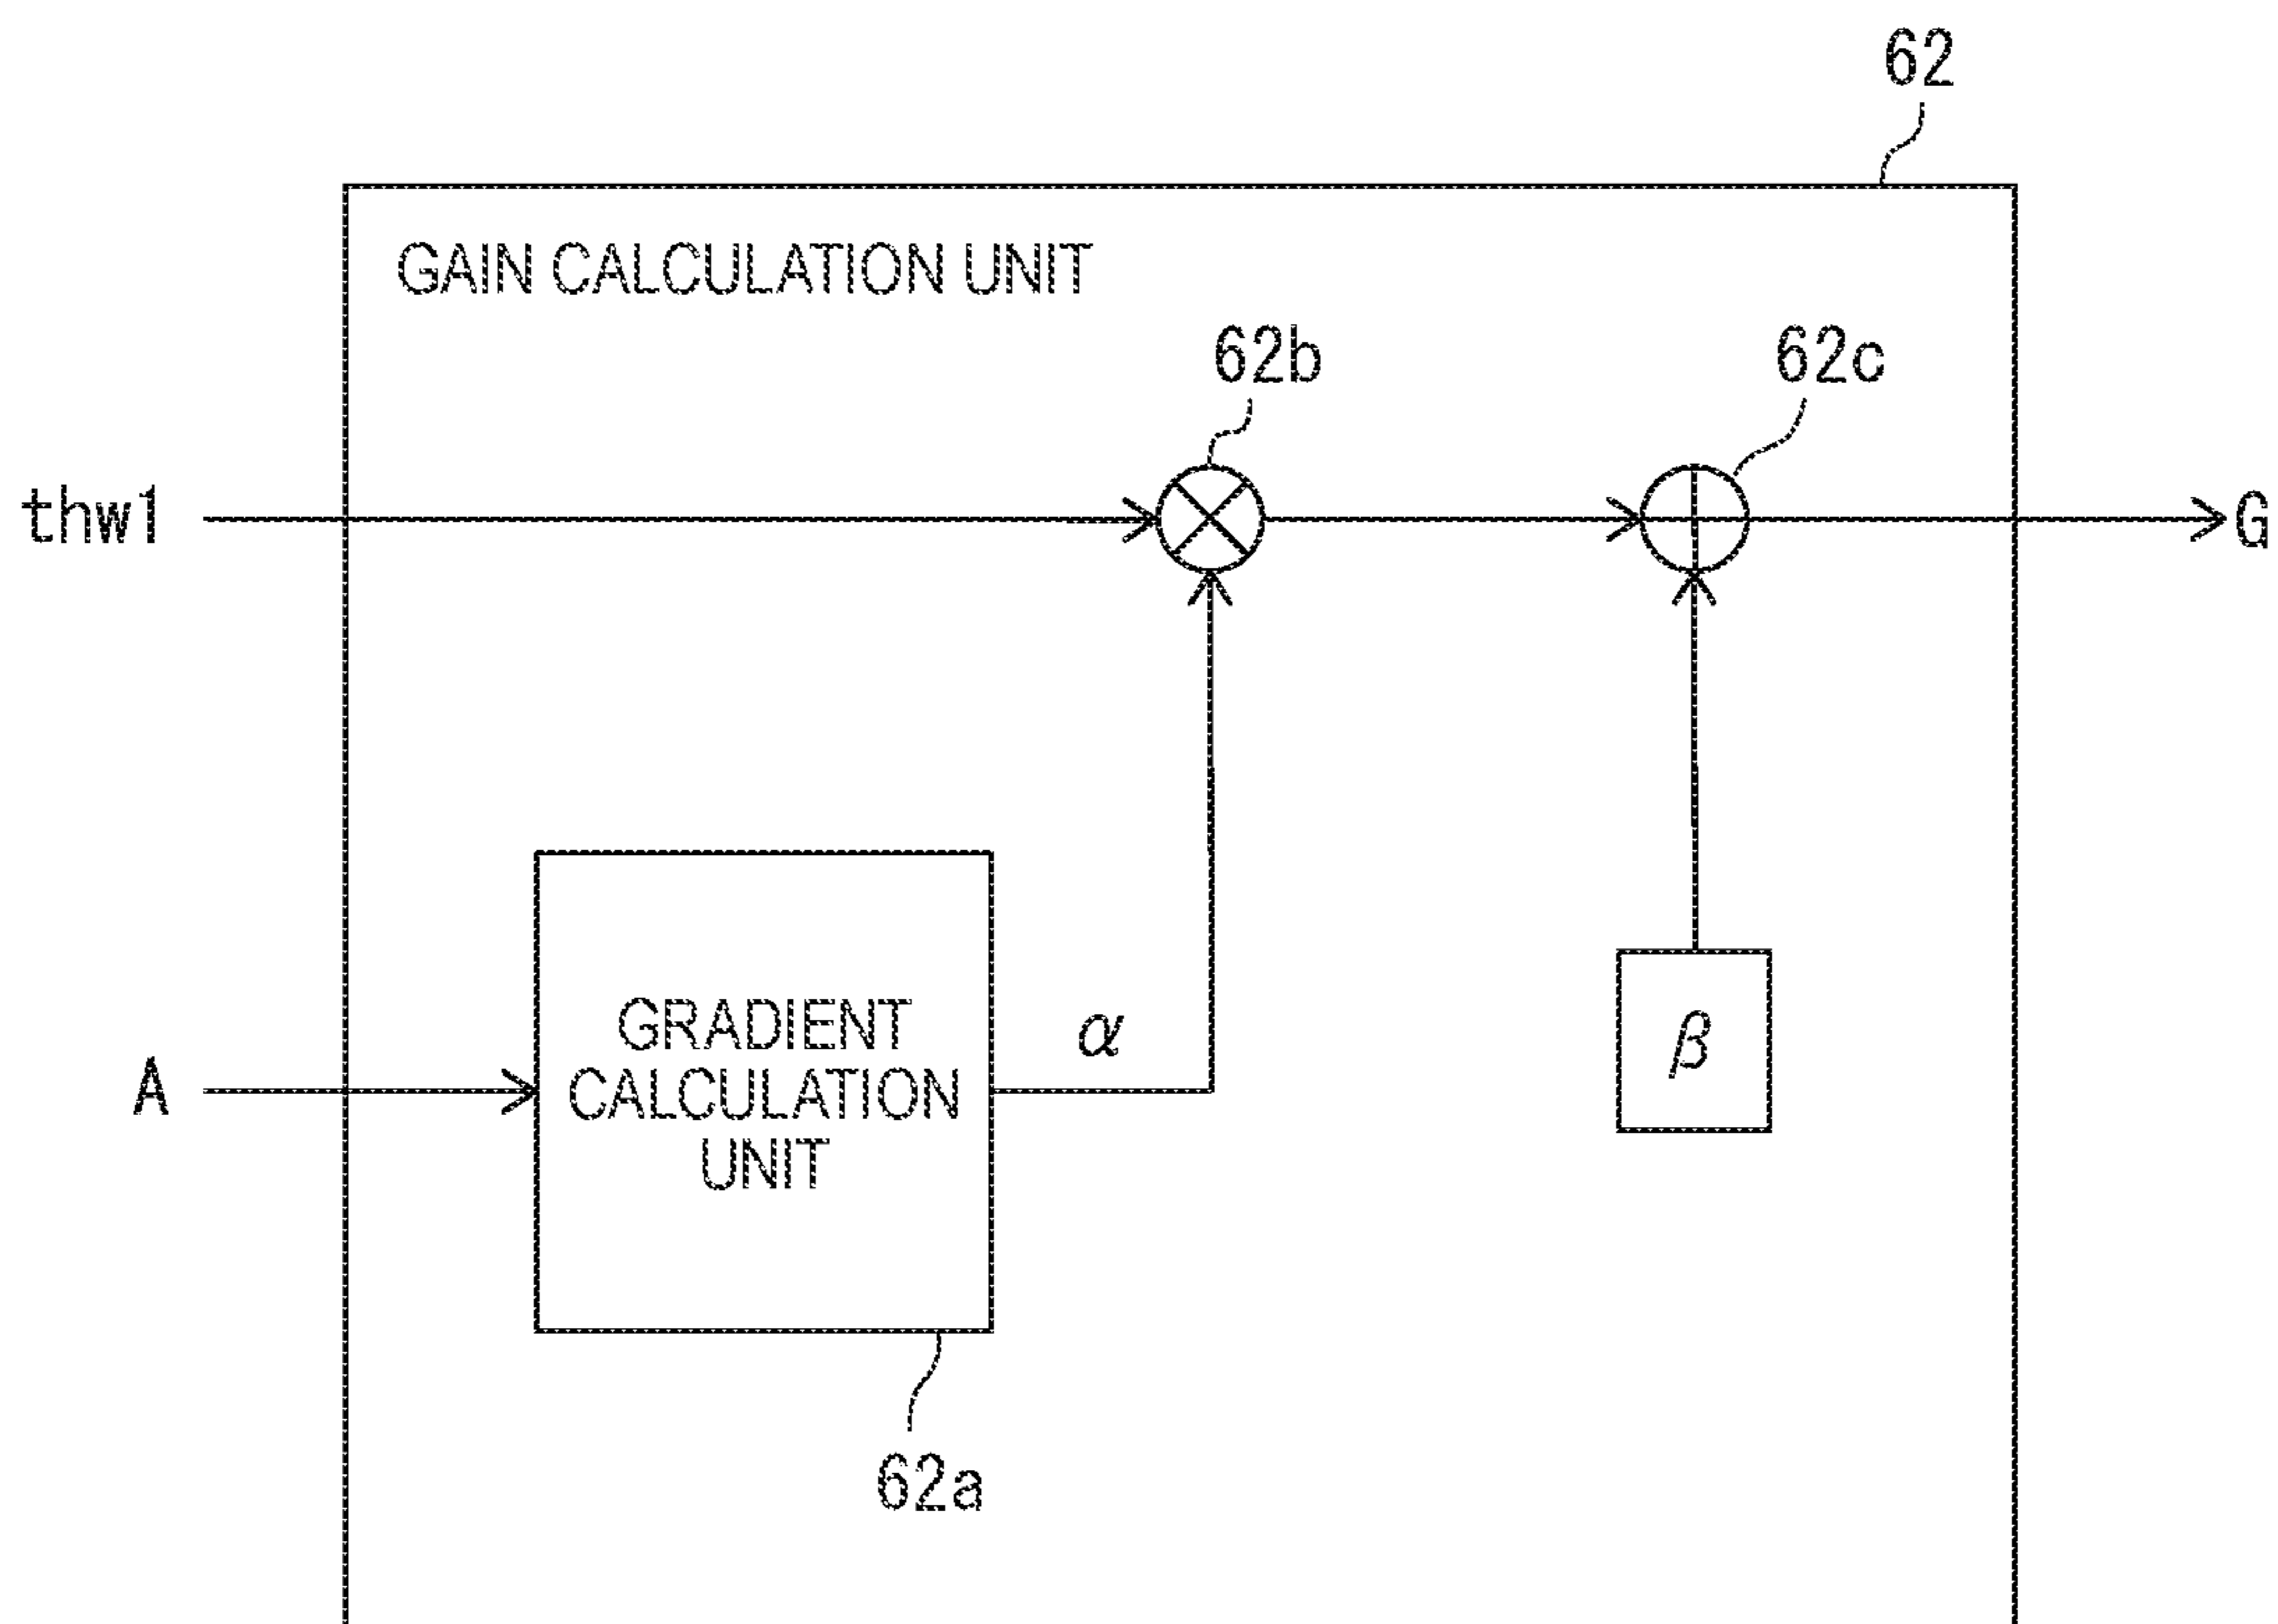 62
GAIN CALCULATION UNIT
62b
62c
thw1
G
GRADIENT
CALCULATION
UNIT
α
β
A
62a